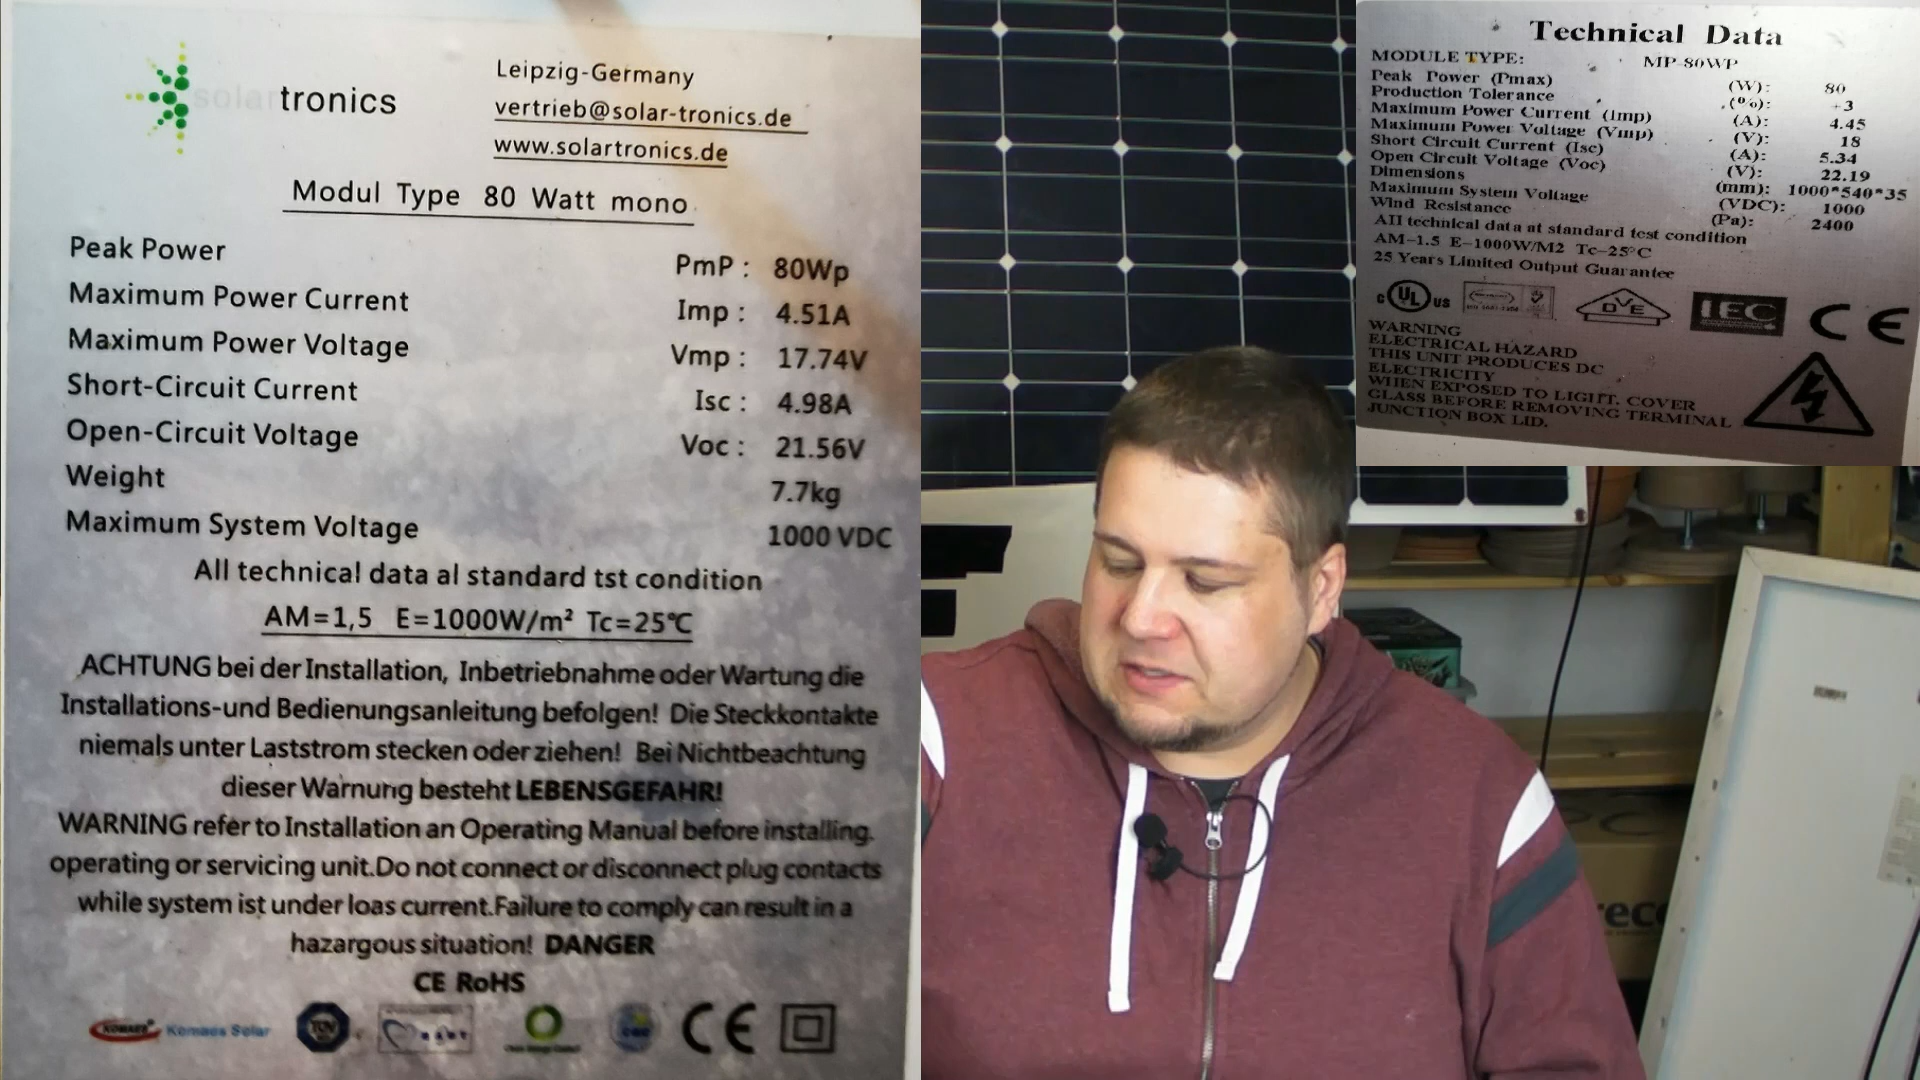 solar tronics
Leipzig-Germany
vertrieb@solar-tronics.de
www.solartronics.de
Modul Type 80 Watt mono
Peak Power PmP : 80Wp
Maximum Power Current Imp : 4.51A
Maximum Power Voltage Vmp : 17.74V
Short-Circuit Current Isc : 4.98A
Open-Circuit Voltage Voc : 21.56V
Weight 7.7kg
Maximum System Voltage 1000 VDC
All technical data al standard tst condition
AM=1,5 E=1000W/m² Tc=25℃
ACHTUNG bei der Installation, Inbetriebnahme oder Wartung die
Installations-und Bedienungsanleitung befolgen! Die Steckkontakte
niemals unter Laststrom stecken oder ziehen! Bei Nichtbeachtung
dieser Warnung besteht LEBENSGEFAHR!
WARNING refer to Installation an Operating Manual before installing.
operating or servicing unit.Do not connect or disconnect plug contacts
while system ist under loas current.Failure to comply can result in a
hazargous situation! DANGER
CE RoHS
Komaes Solar
TÜV
CE
Technical Data
MODULE TYPE: MP-80WP
Peak Power (Pmax) (W): 80
Production Tolerance (%): +3
Maximum Power Current (Imp) (A): 4.45
Maximum Power Voltage (Vmp) (V): 18
Short Circuit Current (Isc) (A): 5.34
Open Circuit Voltage (Voc) (V): 22.19
Dimensions (mm): 1000*540*35
Maximum System Voltage (VDC): 1000
Wind Resistance (Pa): 2400
All technical data at standard test condition
AM-1.5 E-1000W/M2 Tc-25°C
25 Years Limited Output Guarantee
C UL US
DVE
IEC
CE
WARNING
ELECTRICAL HAZARD
THIS UNIT PRODUCES DC
ELECTRICITY
WHEN EXPOSED TO LIGHT. COVER
GLASS BEFORE REMOVING TERMINAL
JUNCTION BOX LID.